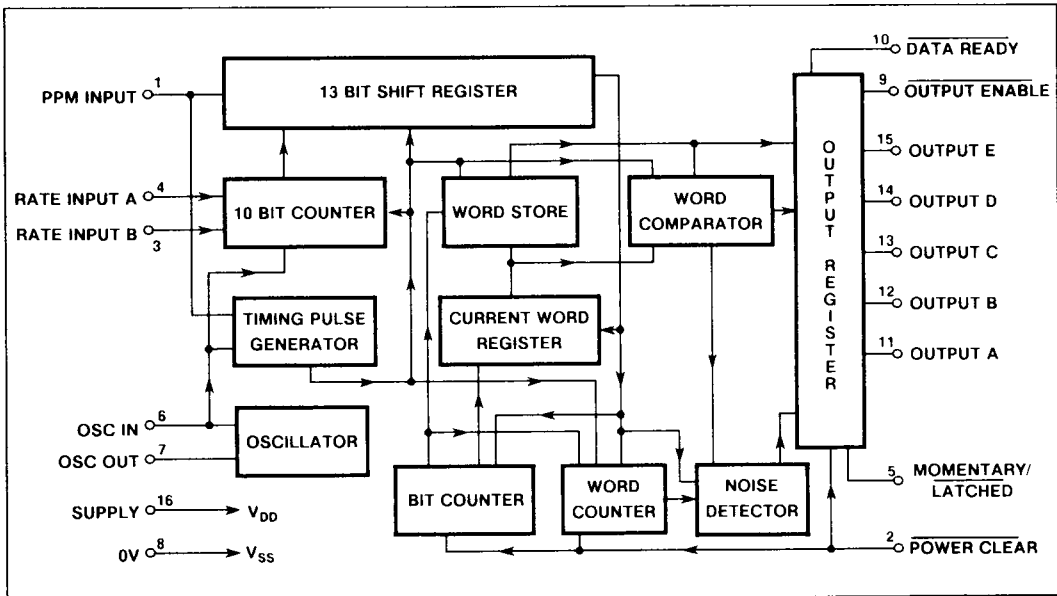 10
DATA READY
9
OUTPUT ENABLE
1
PPM INPUT
13 BIT SHIFT REGISTER
15
OUTPUT E
4
RATE INPUT A
14
OUTPUT D
10 BIT COUNTER
WORD STORE
WORD
COMPARATOR
RATE INPUT B
3
13
OUTPUT C
OUTPUT REGISTER
12
OUTPUT B
TIMING PULSE
GENERATOR
CURRENT WORD
REGISTER
11
OUTPUT A
6
OSC IN
7
OSC OUT
OSCILLATOR
BIT COUNTER
WORD
COUNTER
NOISE
DETECTOR
5
MOMENTARY/
LATCHED
16
SUPPLY
VDD
8
0V
VSS
2
POWER CLEAR